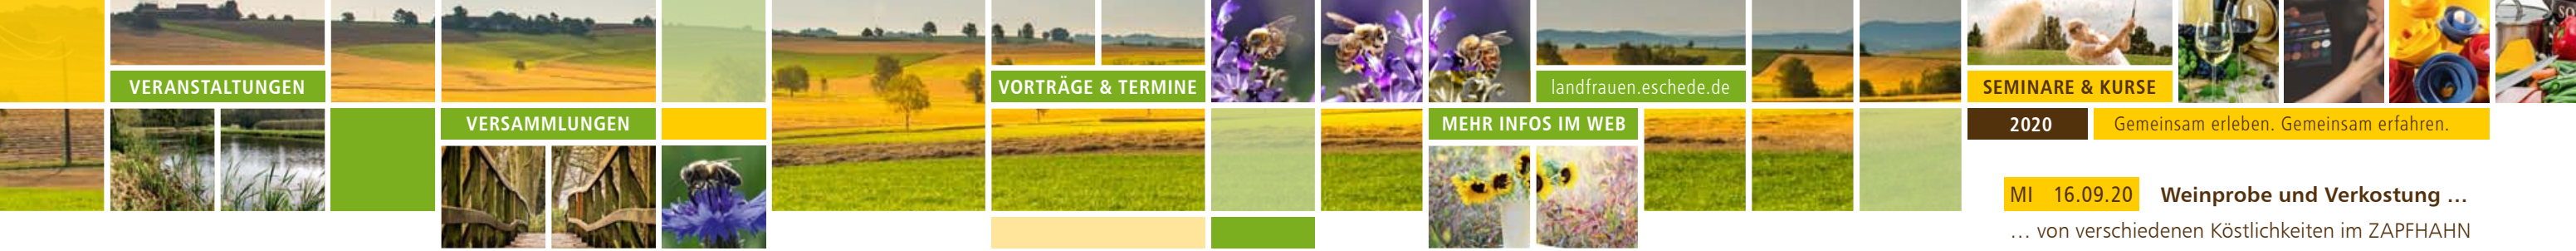 VERANSTALTUNGEN
VERSAMMLUNGEN
VORTRÄGE & TERMINE
landfrauen.eschede.de
MEHR INFOS IM WEB
SEMINARE & KURSE
2020 Gemeinsam erleben. Gemeinsam erfahren.
MI 16.09.20 Weinprobe und Verkostung ...
... von verschiedenen Köstlichkeiten im ZAPFHAHN